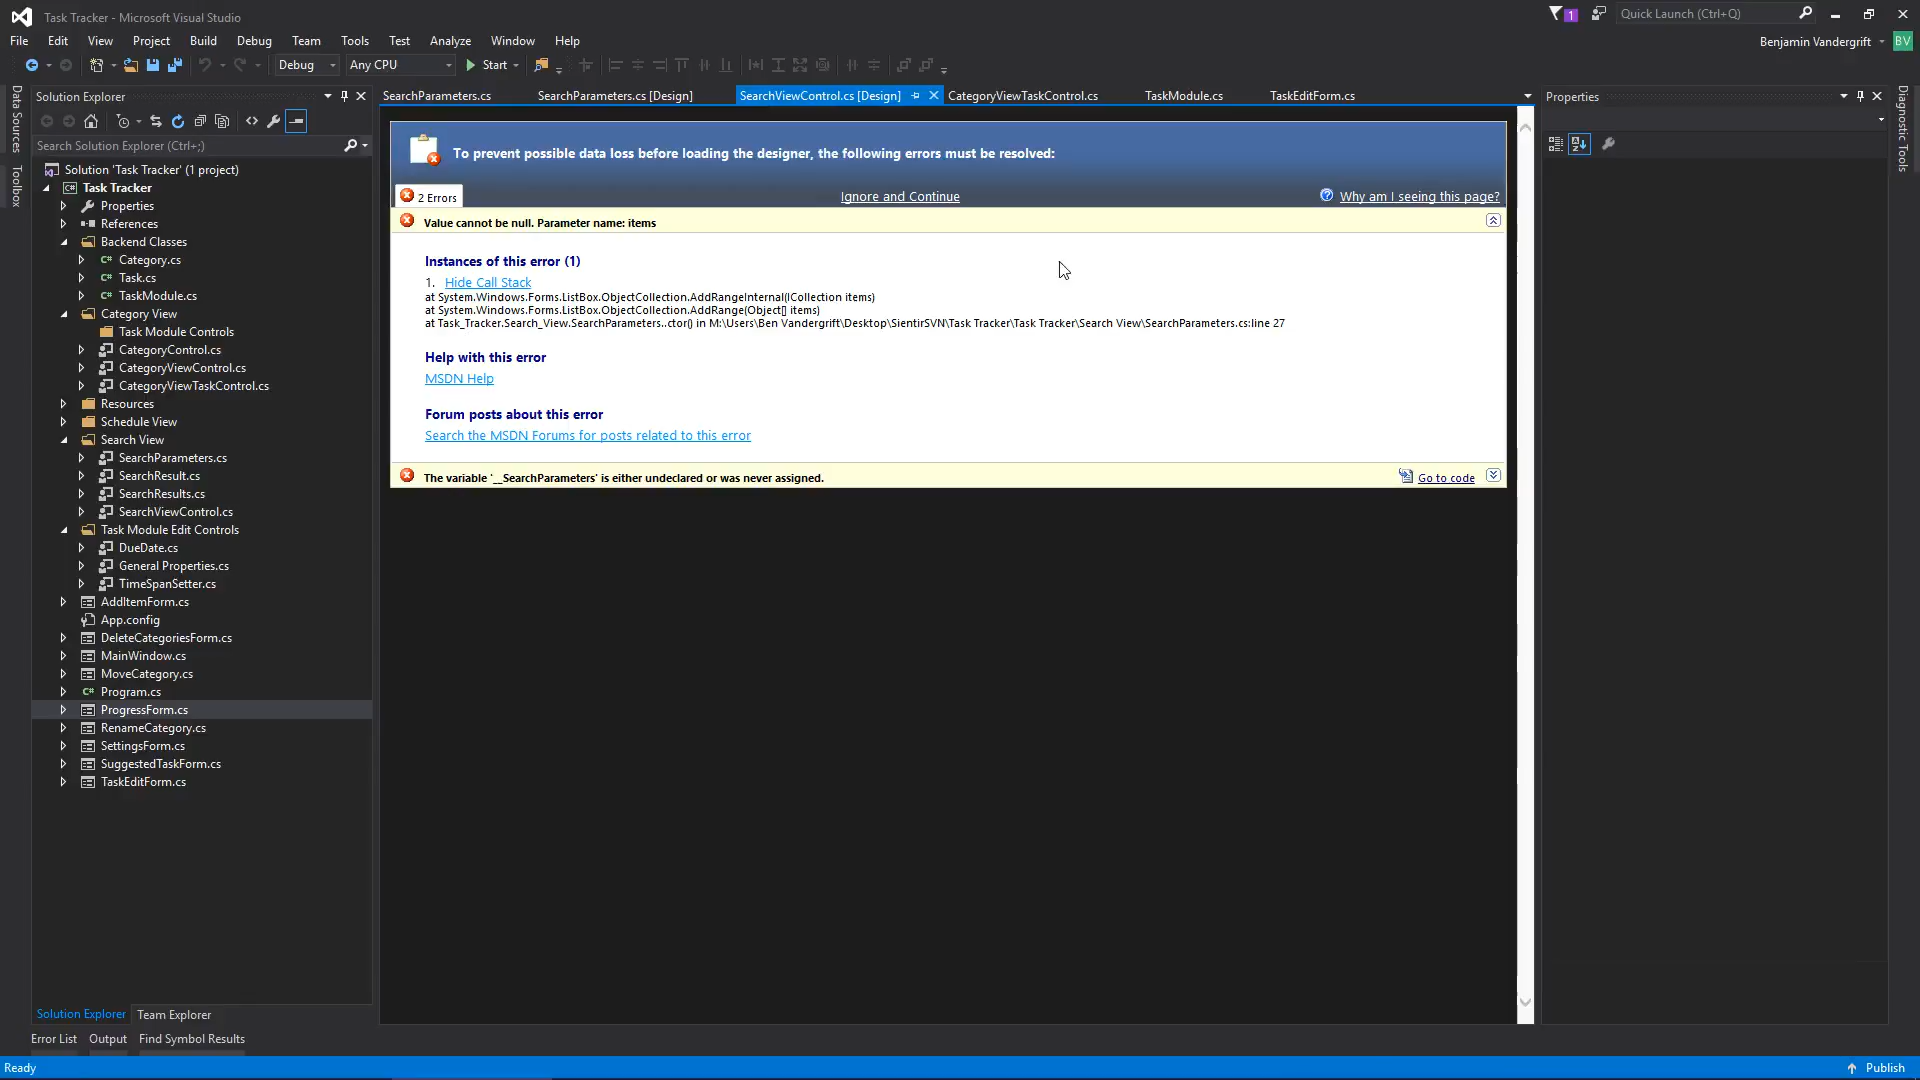 Task Tracker - Microsoft Visual Studio
1
Quick Launch (Ctrl+Q)
File Edit View Project Build Debug Team Tools Test Analyze Window Help
Benjamin Vandergrift BV
Debug Any CPU Start
Data Sources
Toolbox
Solution Explorer
Search Solution Explorer (Ctrl+;)
Solution 'Task Tracker' (1 project)
C# Task Tracker
Properties
References
Backend Classes
C# Category.cs
C# Task.cs
C# TaskModule.cs
Category View
Task Module Controls
CategoryControl.cs
CategoryViewControl.cs
CategoryViewTaskControl.cs
Resources
Schedule View
Search View
SearchParameters.cs
SearchResult.cs
SearchResults.cs
SearchViewControl.cs
Task Module Edit Controls
DueDate.cs
General Properties.cs
TimeSpanSetter.cs
AddItemForm.cs
App.config
DeleteCategoriesForm.cs
MainWindow.cs
MoveCategory.cs
C# Program.cs
ProgressForm.cs
RenameCategory.cs
SettingsForm.cs
SuggestedTaskForm.cs
TaskEditForm.cs
Solution Explorer Team Explorer
SearchParameters.cs SearchParameters.cs [Design] SearchViewControl.cs [Design] CategoryViewTaskControl.cs TaskModule.cs TaskEditForm.cs
To prevent possible data loss before loading the designer, the following errors must be resolved:
2 Errors Ignore and Continue Why am I seeing this page?
Value cannot be null. Parameter name: items
Instances of this error (1)
1. Hide Call Stack
at System.Windows.Forms.ListBox.ObjectCollection.AddRangeInternal(ICollection items)
at System.Windows.Forms.ListBox.ObjectCollection.AddRange(Object[] items)
at Task_Tracker.Search_View.SearchParameters..ctor() in M:\Users\Ben Vandergrift\Desktop\SientirSVN\Task Tracker\Task Tracker\Search View\SearchParameters.cs:line 27
Help with this error
MSDN Help
Forum posts about this error
Search the MSDN Forums for posts related to this error
The variable '__SearchParameters' is either undeclared or was never assigned. Go to code
Properties
Diagnostic Tools
Error List Output Find Symbol Results
Ready Publish